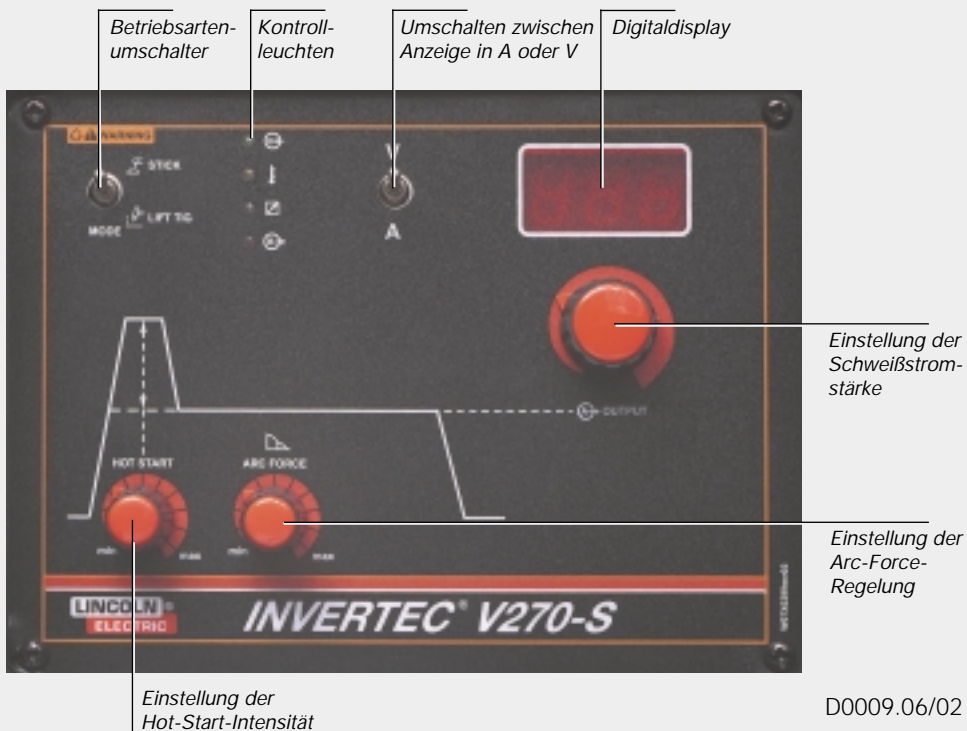 Betriebsarten-
umschalter
Kontroll-
leuchten
Umschalten zwischen
Anzeige in A oder V
Digitaldisplay
WARNING
STICK
LIFT TIG
MODE
V
A
Einstellung der
Schweißstrom-
stärke
OUTPUT
HOT START
ARC FORCE
min
max
min
max
Einstellung der
Arc-Force-
Regelung
LINCOLN
ELECTRIC
INVERTEC® V270-S
Einstellung der
Hot-Start-Intensität
D0009.06/02